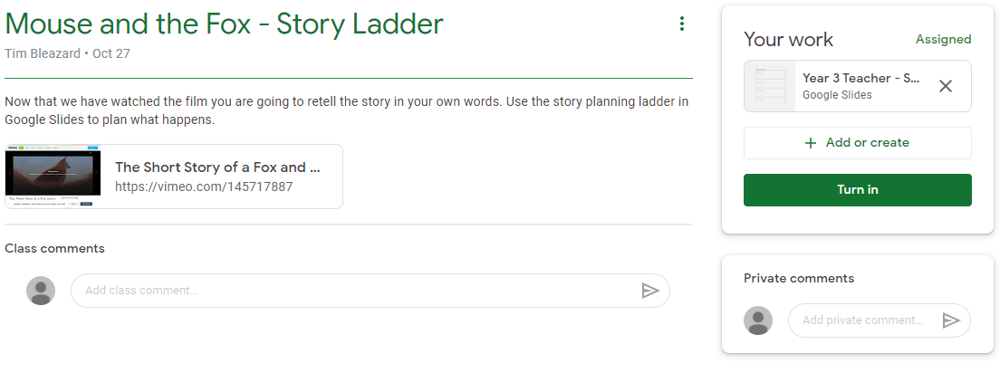 Mouse and the Fox - Story Ladder
Tim Bleazard • Oct 27
Now that we have watched the film you are going to retell the story in your own words. Use the story planning ladder in
Google Slides to plan what happens.
The Short Story of a Fox and ...
https://vimeo.com/145717887
Class comments
Add class comment...
Your work
Assigned
Year 3 Teacher - S...
Google Slides
Add or create
Turn in
Private comments
Add private comment...